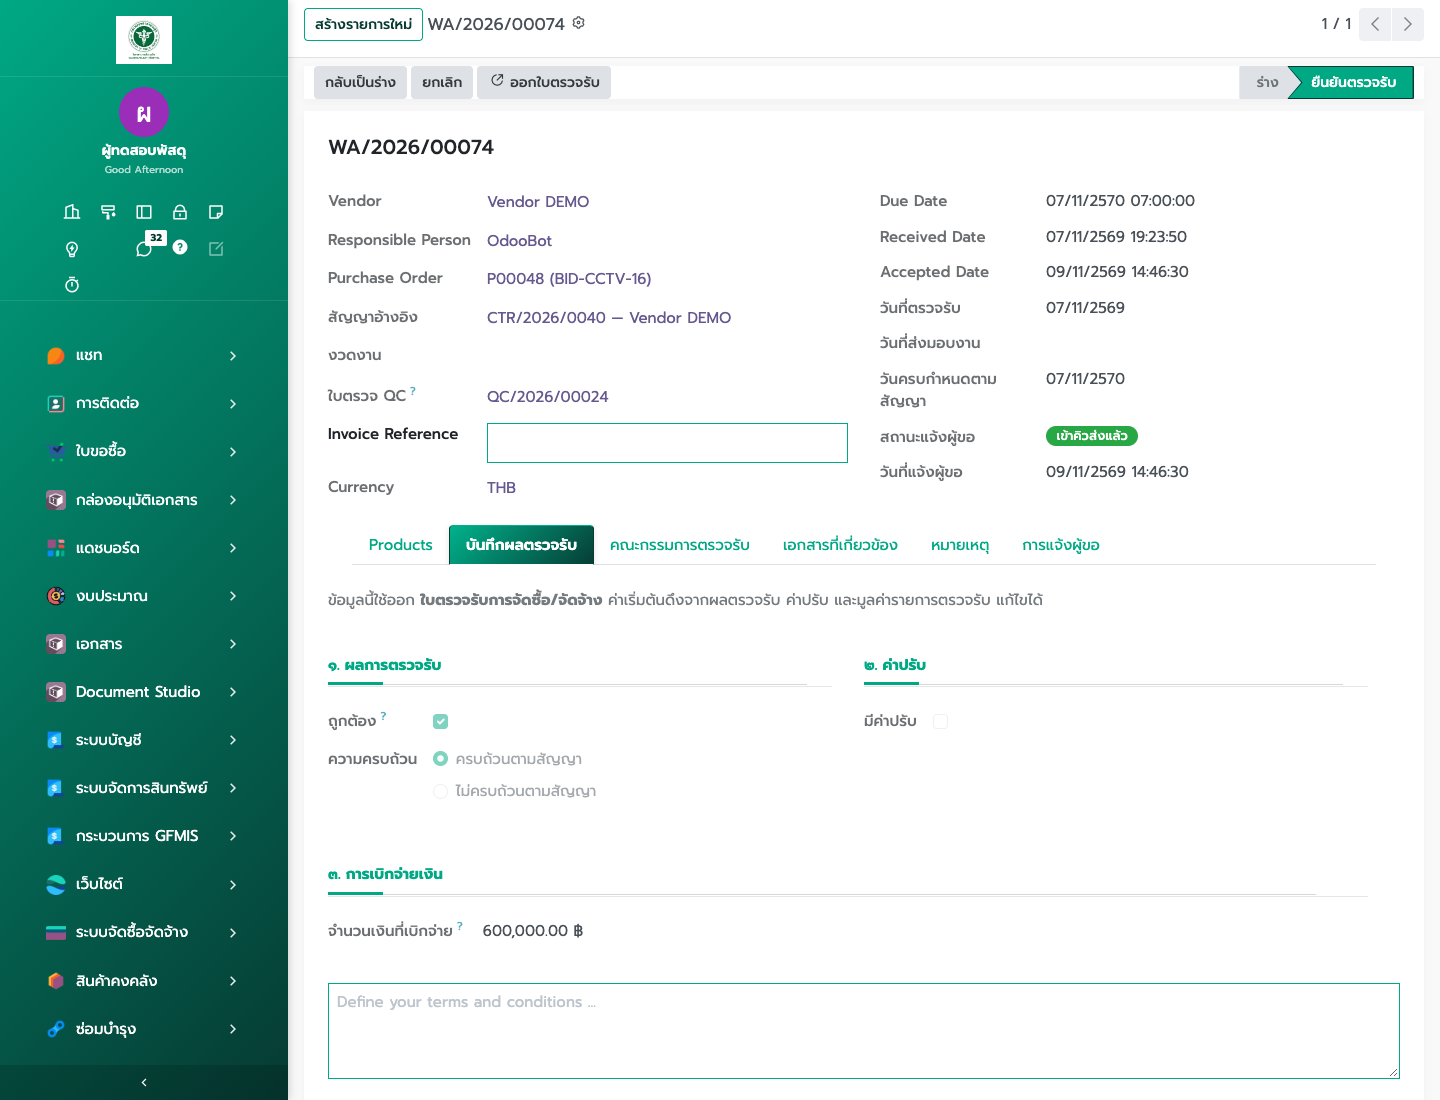 สร้างรายการใหม่ WA/2026/00074 1 / 1
กลับเป็นร่าง ยกเลิก ออกใบตรวจรับ ร่าง ยืนยันตรวจรับ
ผ
ผู้ทดสอบพัสดุ
Good Afternoon
32
แชท
การติดต่อ
ใบขอซื้อ
กล่องอนุมัติเอกสาร
แดชบอร์ด
งบประมาณ
เอกสาร
Document Studio
ระบบบัญชี
ระบบจัดการสินทรัพย์
กระบวนการ GFMIS
เว็บไซต์
ระบบจัดซื้อจัดจ้าง
สินค้าคงคลัง
ซ่อมบำรุง
WA/2026/00074
Vendor Vendor DEMO
Responsible Person OdooBot
Purchase Order P00048 (BID-CCTV-16)
สัญญาอ้างอิง CTR/2026/0040 — Vendor DEMO
งวดงาน
ใบตรวจ QC ? QC/2026/00024
Invoice Reference
Currency THB
Due Date 07/11/2570 07:00:00
Received Date 07/11/2569 19:23:50
Accepted Date 09/11/2569 14:46:30
วันที่ตรวจรับ 07/11/2569
วันที่ส่งมอบงาน
วันครบกำหนดตาม 07/11/2570
สัญญา
สถานะแจ้งผู้ขอ เข้าคิวส่งแล้ว
วันที่แจ้งผู้ขอ 09/11/2569 14:46:30
Products บันทึกผลตรวจรับ คณะกรรมการตรวจรับ เอกสารที่เกี่ยวข้อง หมายเหตุ การแจ้งผู้ขอ
ข้อมูลนี้ใช้ออก ใบตรวจรับการจัดซื้อ/จัดจ้าง ค่าเริ่มต้นดึงจากผลตรวจรับ ค่าปรับ และมูลค่ารายการตรวจรับ แก้ไขได้
๑. ผลการตรวจรับ
ถูกต้อง ?
ความครบถ้วน ครบถ้วนตามสัญญา
ไม่ครบถ้วนตามสัญญา
๒. ค่าปรับ
มีค่าปรับ
๓. การเบิกจ่ายเงิน
จำนวนเงินที่เบิกจ่าย ? 600,000.00 ฿
Define your terms and conditions ...